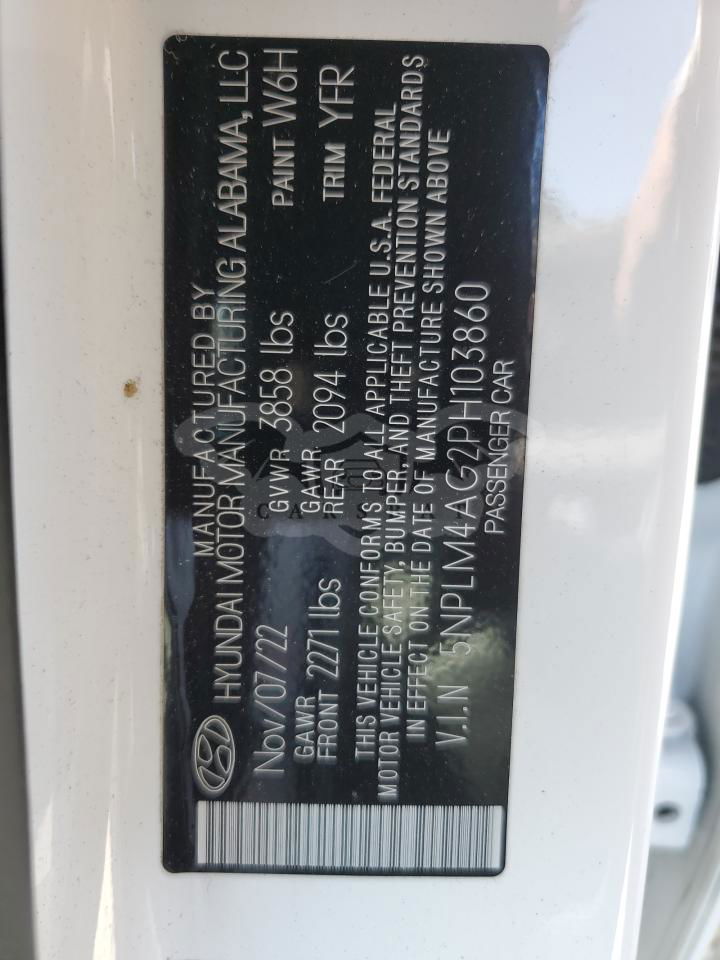 MANUFACTURED BY
HYUNDAI MOTOR MANUFACTURING ALABAMA, LLC
Nov/07/22 GVWR 3858 lbs PAINT W6H
GAWR GAWR
FRONT 2271 lbs REAR 2094 lbs TRIM YFR
THIS VEHICLE CONFORMS TO ALL APPLICABLE U.S.A. FEDERAL
MOTOR VEHICLE SAFETY, BUMPER, AND THEFT PREVENTION STANDARDS
IN EFFECT ON THE DATE OF MANUFACTURE SHOWN ABOVE
V.I.N 5NPLM4AG2PH103860
PASSENGER CAR